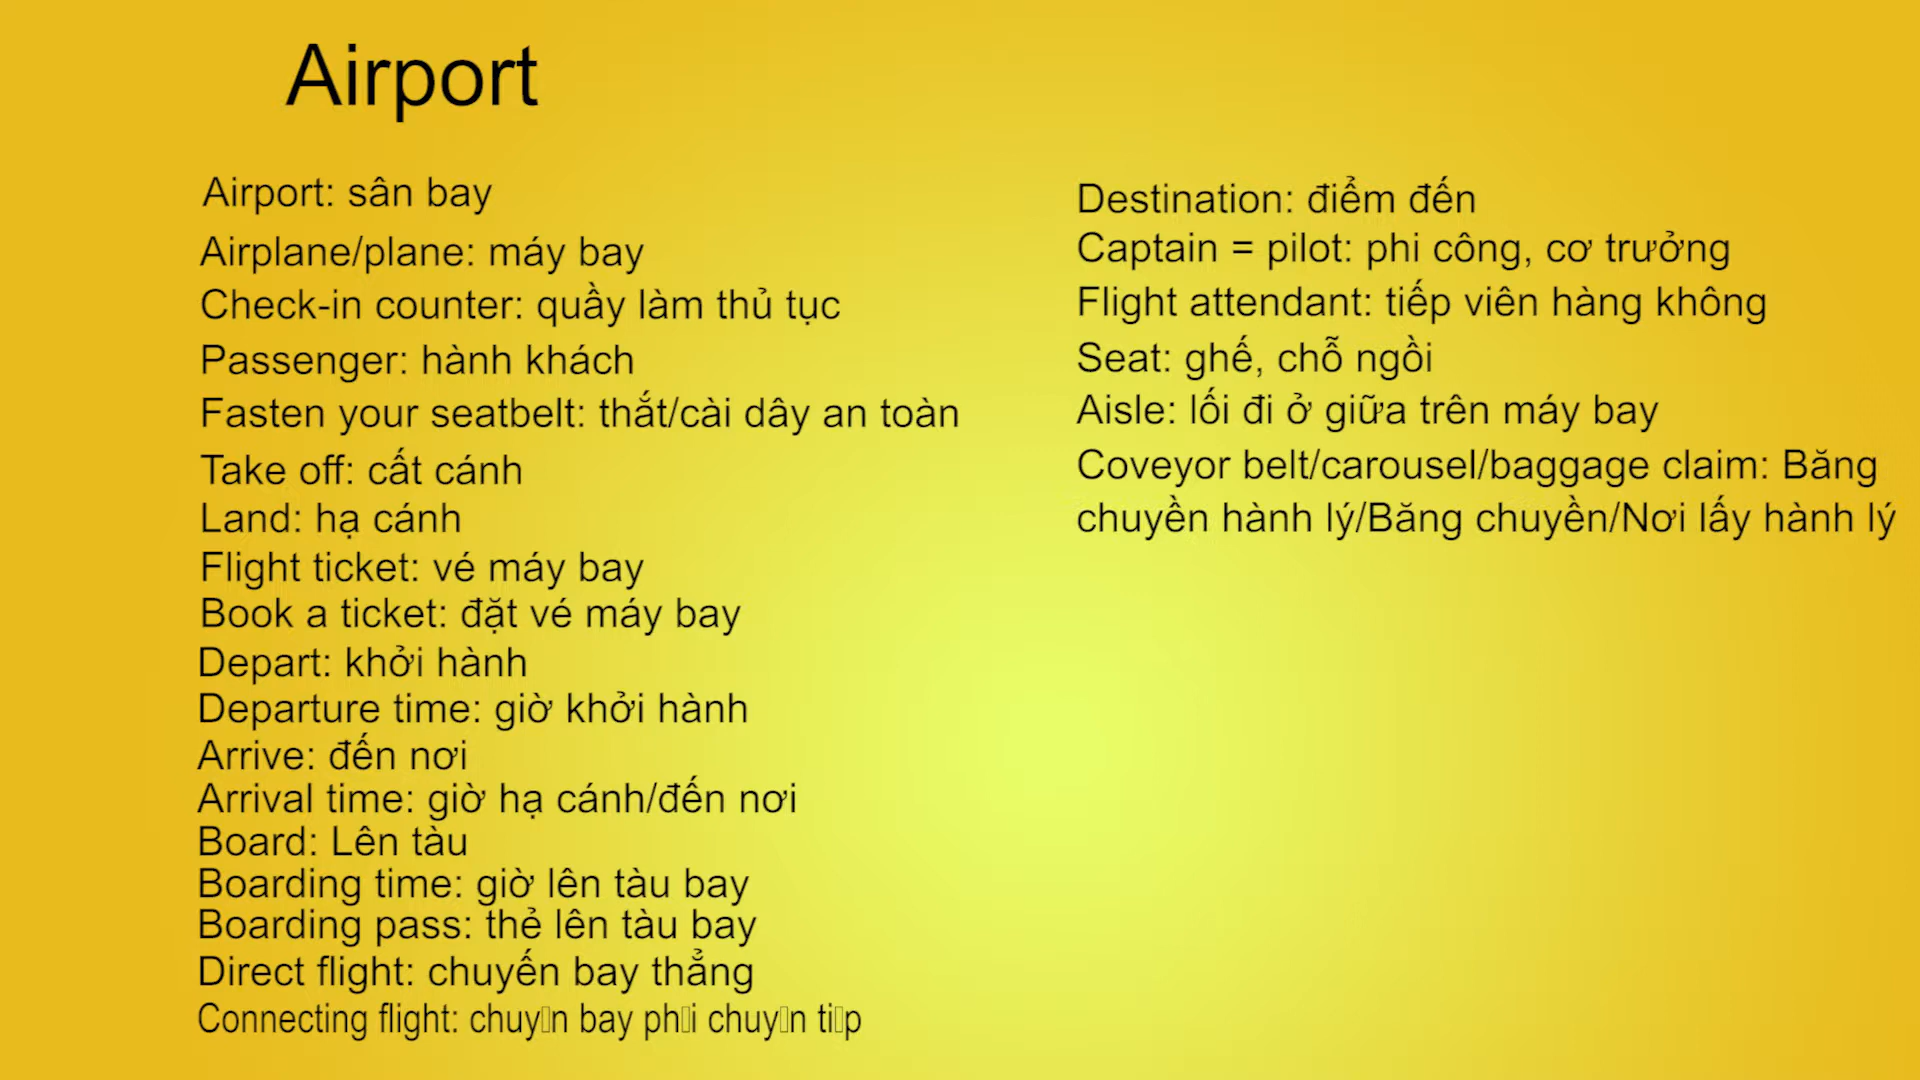 Airport
Airport: sân bay
Airplane/plane: máy bay
Check-in counter: quầy làm thủ tục
Passenger: hành khách
Fasten your seatbelt: thắt/cài dây an toàn
Take off: cất cánh
Land: hạ cánh
Flight ticket: vé máy bay
Book a ticket: đặt vé máy bay
Depart: khởi hành
Departure time: giờ khởi hành
Arrive: đến nơi
Arrival time: giờ hạ cánh/đến nơi
Board: Lên tàu
Boarding time: giờ lên tàu bay
Boarding pass: thẻ lên tàu bay
Direct flight: chuyến bay thẳng
Connecting flight: chuy▯n bay ph▯i chuy▯n ti▯p
Destination: điểm đến
Captain = pilot: phi công, cơ trưởng
Flight attendant: tiếp viên hàng không
Seat: ghế, chỗ ngồi
Aisle: lối đi ở giữa trên máy bay
Coveyor belt/carousel/baggage claim: Băng
chuyền hành lý/Băng chuyền/Nơi lấy hành lý